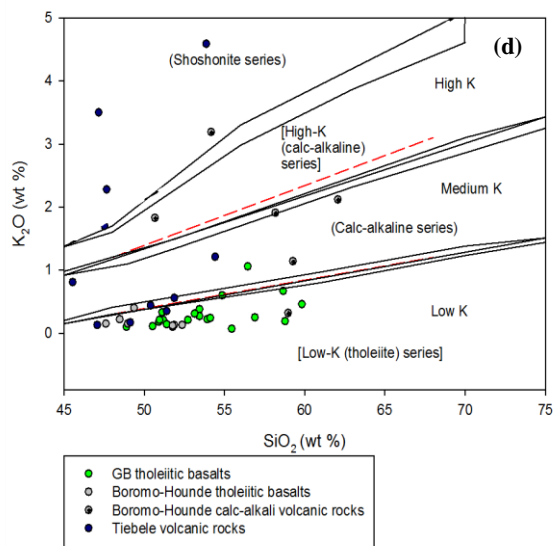 (d)
5
4
3
2
1
0
K₂O (wt %)
(Shoshonite series)
High K
[High-K
(calc-alkaline)
series]
Medium K
(Calc-alkaline series)
Low K
[Low-K (tholeiite) series]
45 50 55 60 65 70 75
SiO₂ (wt %)
GB tholeiitic basalts
Boromo-Hounde tholeiitic basalts
Boromo-Hounde calc-alkali volcanic rocks
Tiebele volcanic rocks